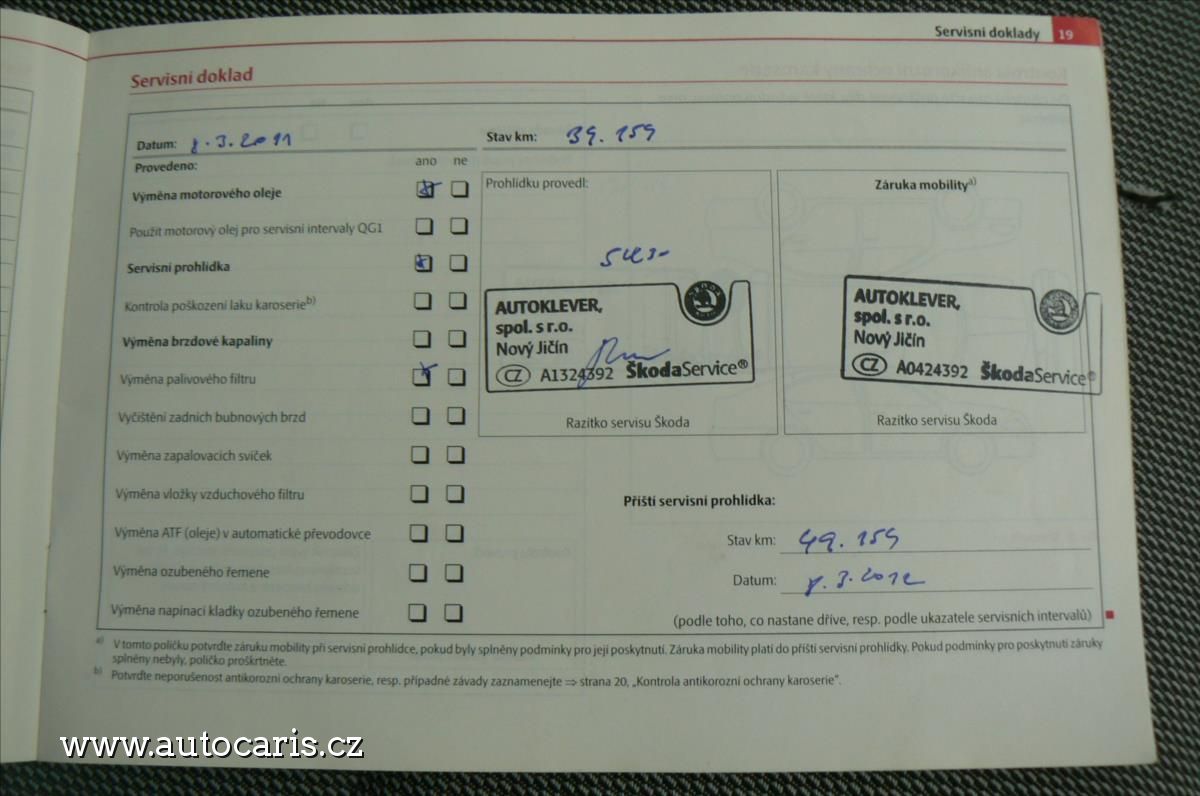 Servisní doklady 19
Servisní doklad
Datum: 8.3.2011
Stav km: 39.159
Provedeno: ano ne
Výměna motorového oleje
Použit motorový olej pro servisní intervaly QG1
Servisní prohlídka
Kontrola poškození laku karoserieb)
Výměna brzdové kapaliny
Výměna palivového filtru
Vyčištění zadních bubnových brzd
Výměna zapalovacích svíček
Výměna vložky vzduchového filtru
Výměna ATF (oleje) v automatické převodovce
Výměna ozubeného řemene
Výměna napínací kladky ozubeného řemene
Prohlídku provedl:
AUTOKLEVER,
spol. s r.o.
Nový Jičín
CZ A1324392 ŠkodaService®
Razítko servisu Škoda
Záruka mobilitya)
ŠKODA
AUTOKLEVER,
spol. s r.o.
Nový Jičín
CZ A0424392 ŠkodaService®
Razítko servisu Škoda
Příští servisní prohlídka:
Stav km: 49.159
Datum: 8.3.2012
(podle toho, co nastane dříve, resp. podle ukazatele servisních intervalů)
a) V tomto políčku potvrďte záruku mobility při servisní prohlídce, pokud byly splněny podmínky pro její poskytnutí. Záruka mobility platí do příští servisní prohlídky. Pokud podmínky pro poskytnutí záruky
splněny nebyly, políčko proškrtněte.
b) Potvrďte neporušenost antikorozní ochrany karoserie, resp. případné závady zaznamenejte ⇒ strana 20, „Kontrola antikorozní ochrany karoserie“.
www.autocaris.cz